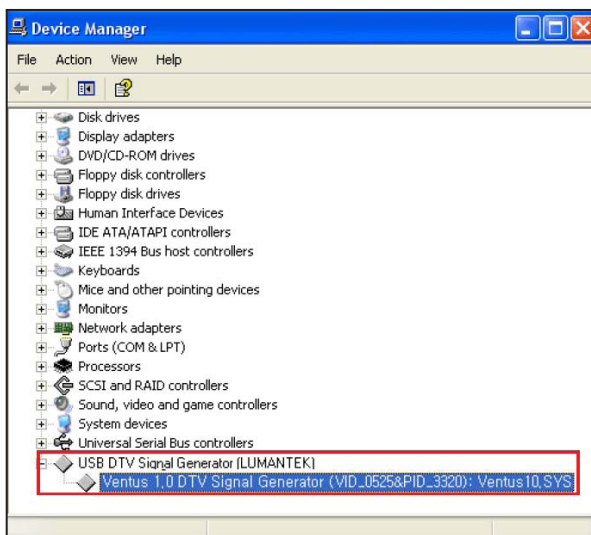 Device Manager
File Action View Help
Disk drives
Display adapters
DVD/CD-ROM drives
Floppy disk controllers
Floppy disk drives
Human Interface Devices
IDE ATA/ATAPI controllers
IEEE 1394 Bus host controllers
Keyboards
Mice and other pointing devices
Monitors
Network adapters
Ports (COM & LPT)
Processors
SCSI and RAID controllers
Sound, video and game controllers
System devices
Universal Serial Bus controllers
USB DTV Signal Generator (LUMANTEK)
Ventus 1,0 DTV Signal Generator (VID_0525&PID_3320): Ventus10,SYS